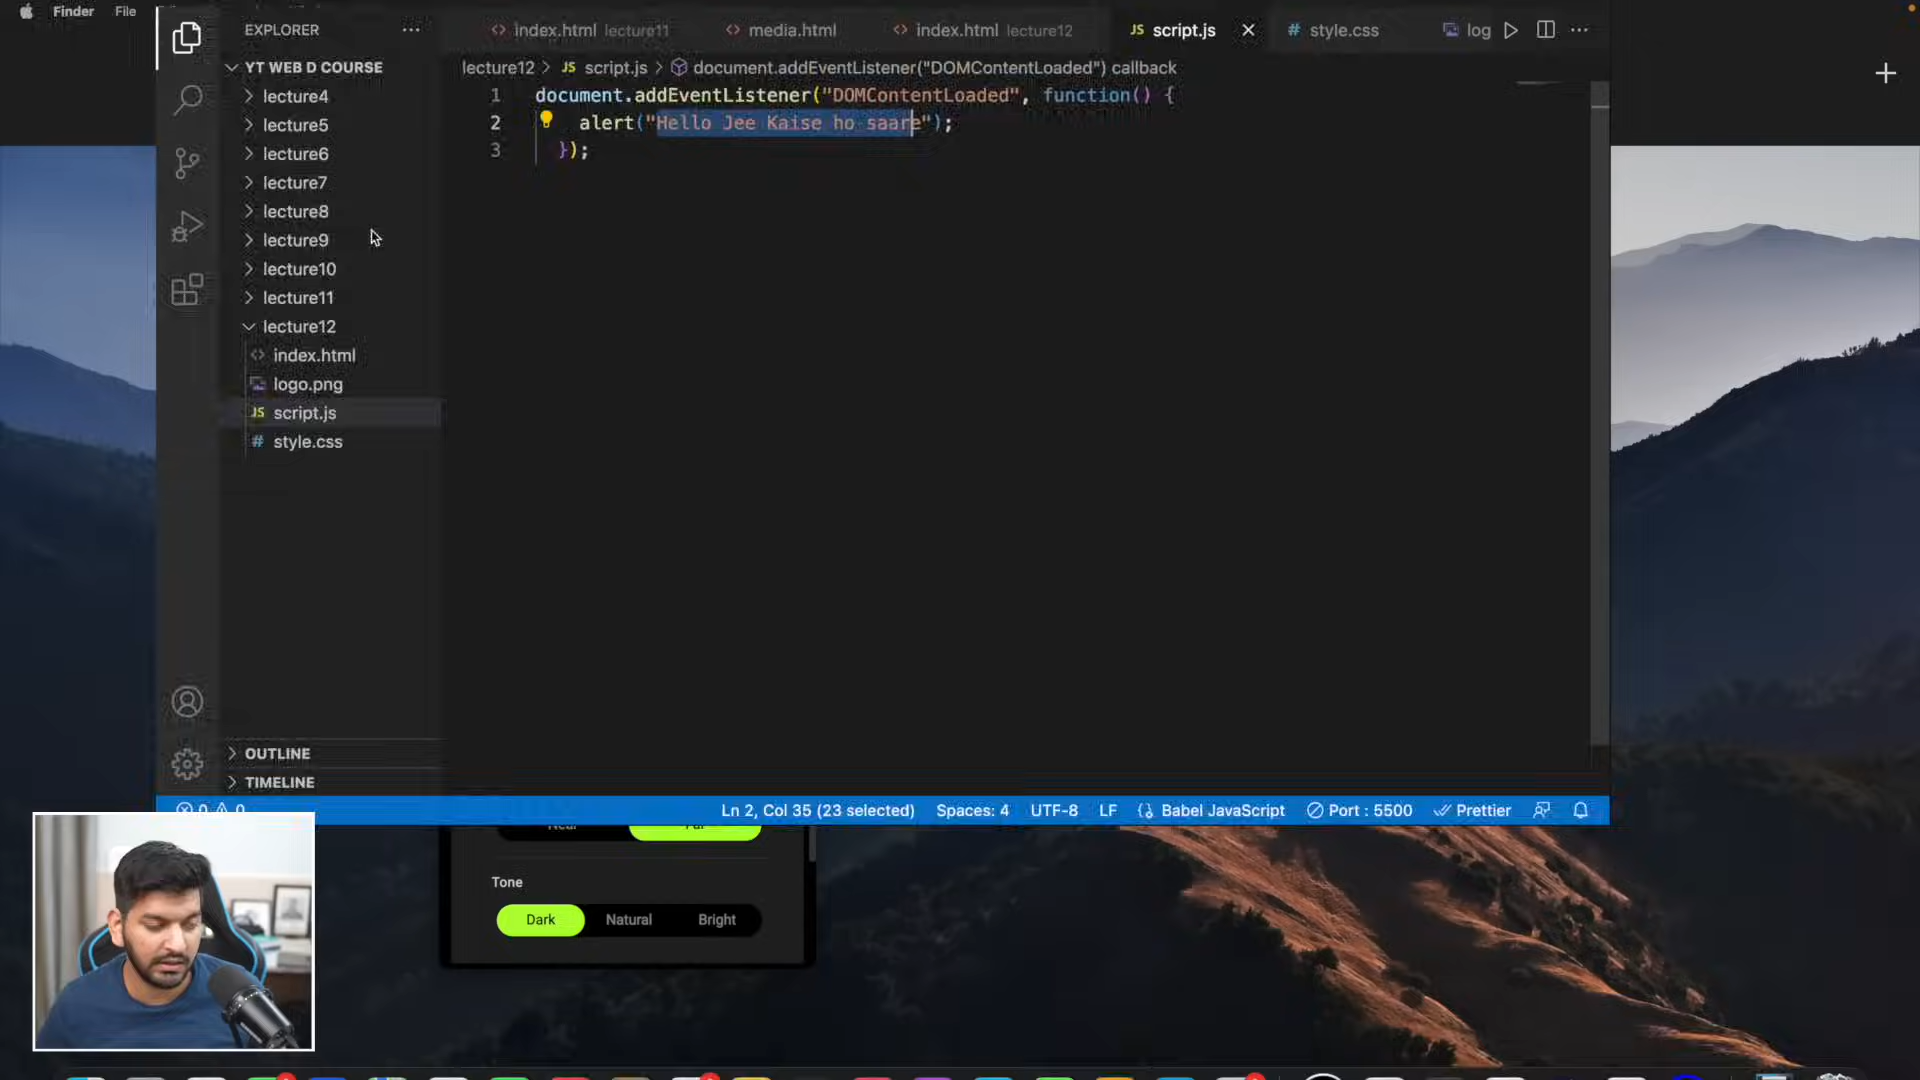 Finder File
EXPLORER
index.html lecture11
media.html
index.html lecture12
JS script.js
# style.css
log
YT WEB D COURSE
lecture12 > JS script.js > document.addEventListener("DOMContentLoaded") callback
lecture4
lecture5
lecture6
lecture7
lecture8
lecture9
lecture10
lecture11
lecture12
index.html
logo.png
JS script.js
# style.css
1 document.addEventListener("DOMContentLoaded", function() {
2 alert("Hello Jee Kaise ho saare");
3 });
OUTLINE
TIMELINE
0 0
Ln 2, Col 35 (23 selected)
Spaces: 4
UTF-8
LF
Babel JavaScript
Port : 5500
Prettier
Tone
Dark Natural Bright